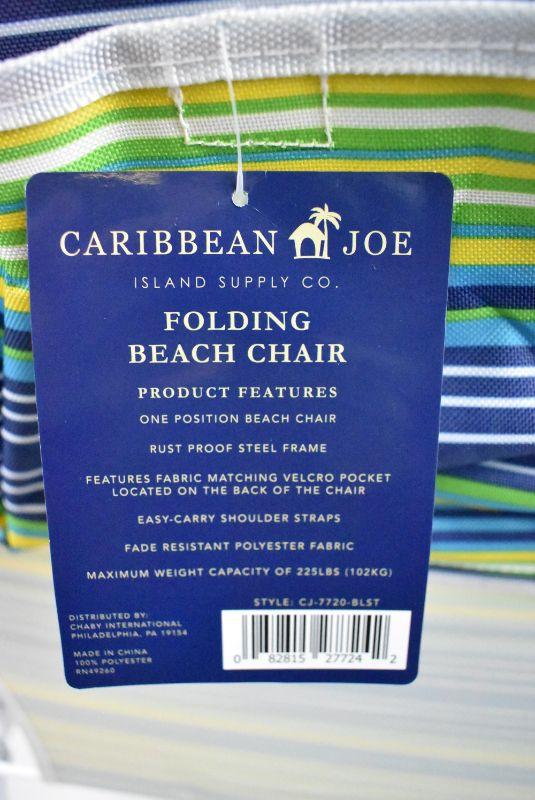 CARIBBEAN JOE
ISLAND SUPPLY CO.
FOLDING
BEACH CHAIR
PRODUCT FEATURES
ONE POSITION BEACH CHAIR
RUST PROOF STEEL FRAME
FEATURES FABRIC MATCHING VELCRO POCKET
LOCATED ON THE BACK OF THE CHAIR
EASY-CARRY SHOULDER STRAPS
FADE RESISTANT POLYESTER FABRIC
MAXIMUM WEIGHT CAPACITY OF 225LBS (102KG)
STYLE: CJ-7720-BLST
DISTRIBUTED BY:
CHABY INTERNATIONAL
PHILADELPHIA, PA 19154
MADE IN CHINA
100% POLYESTER
RN49260
0 82815 27724 2